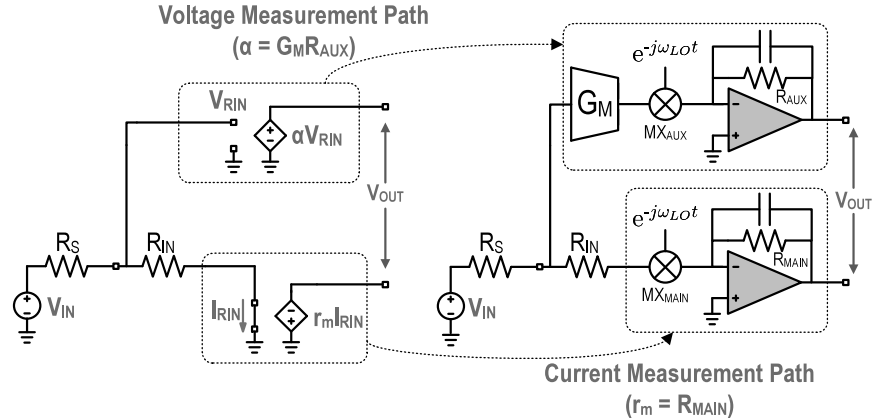 Voltage Measurement Path
(α = GMRAUX)
VRIN
αVRIN
VOUT
RS
RIN
VIN
IRIN
rmIRIN
e-jωLOt
GM
MXAUX
RAUX
−
+
VOUT
e-jωLOt
RS
RIN
VIN
MXMAIN
RMAIN
−
+
Current Measurement Path
(rm = RMAIN)